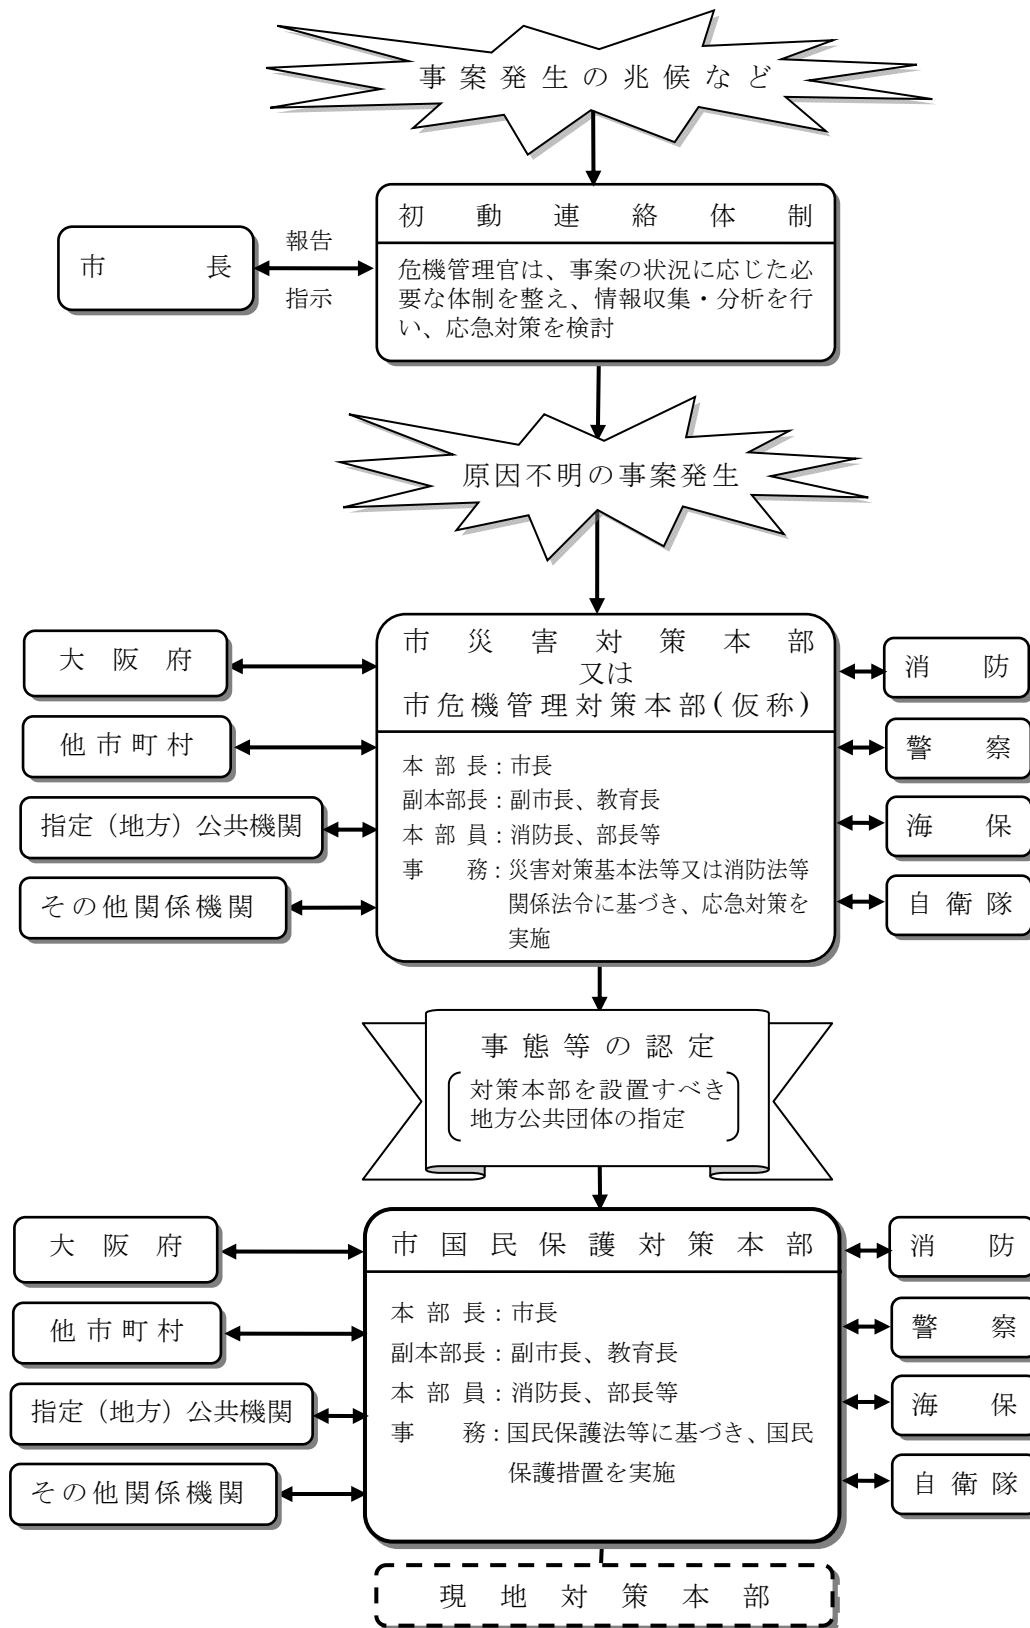 事案発生の兆候など
初動連絡体制
市長
報告
指示
危機管理官は、事案の状況に応じた必
要な体制を整え、情報収集・分析を行
い、応急対策を検討
原因不明の事案発生
市災害対策本部
又は
市危機管理対策本部(仮称)
本部長：市長
副本部長：副市長、教育長
本部員：消防長、部長等
事務：災害対策基本法等又は消防法等
関係法令に基づき、応急対策を
実施
大阪府
他市町村
指定（地方）公共機関
その他関係機関
消防
警察
海保
自衛隊
事態等の認定
対策本部を設置すべき
地方公共団体の指定
市国民保護対策本部
本部長：市長
副本部長：副市長、教育長
本部員：消防長、部長等
事務：国民保護法等に基づき、国民
保護措置を実施
大阪府
他市町村
指定（地方）公共機関
その他関係機関
消防
警察
海保
自衛隊
現地対策本部